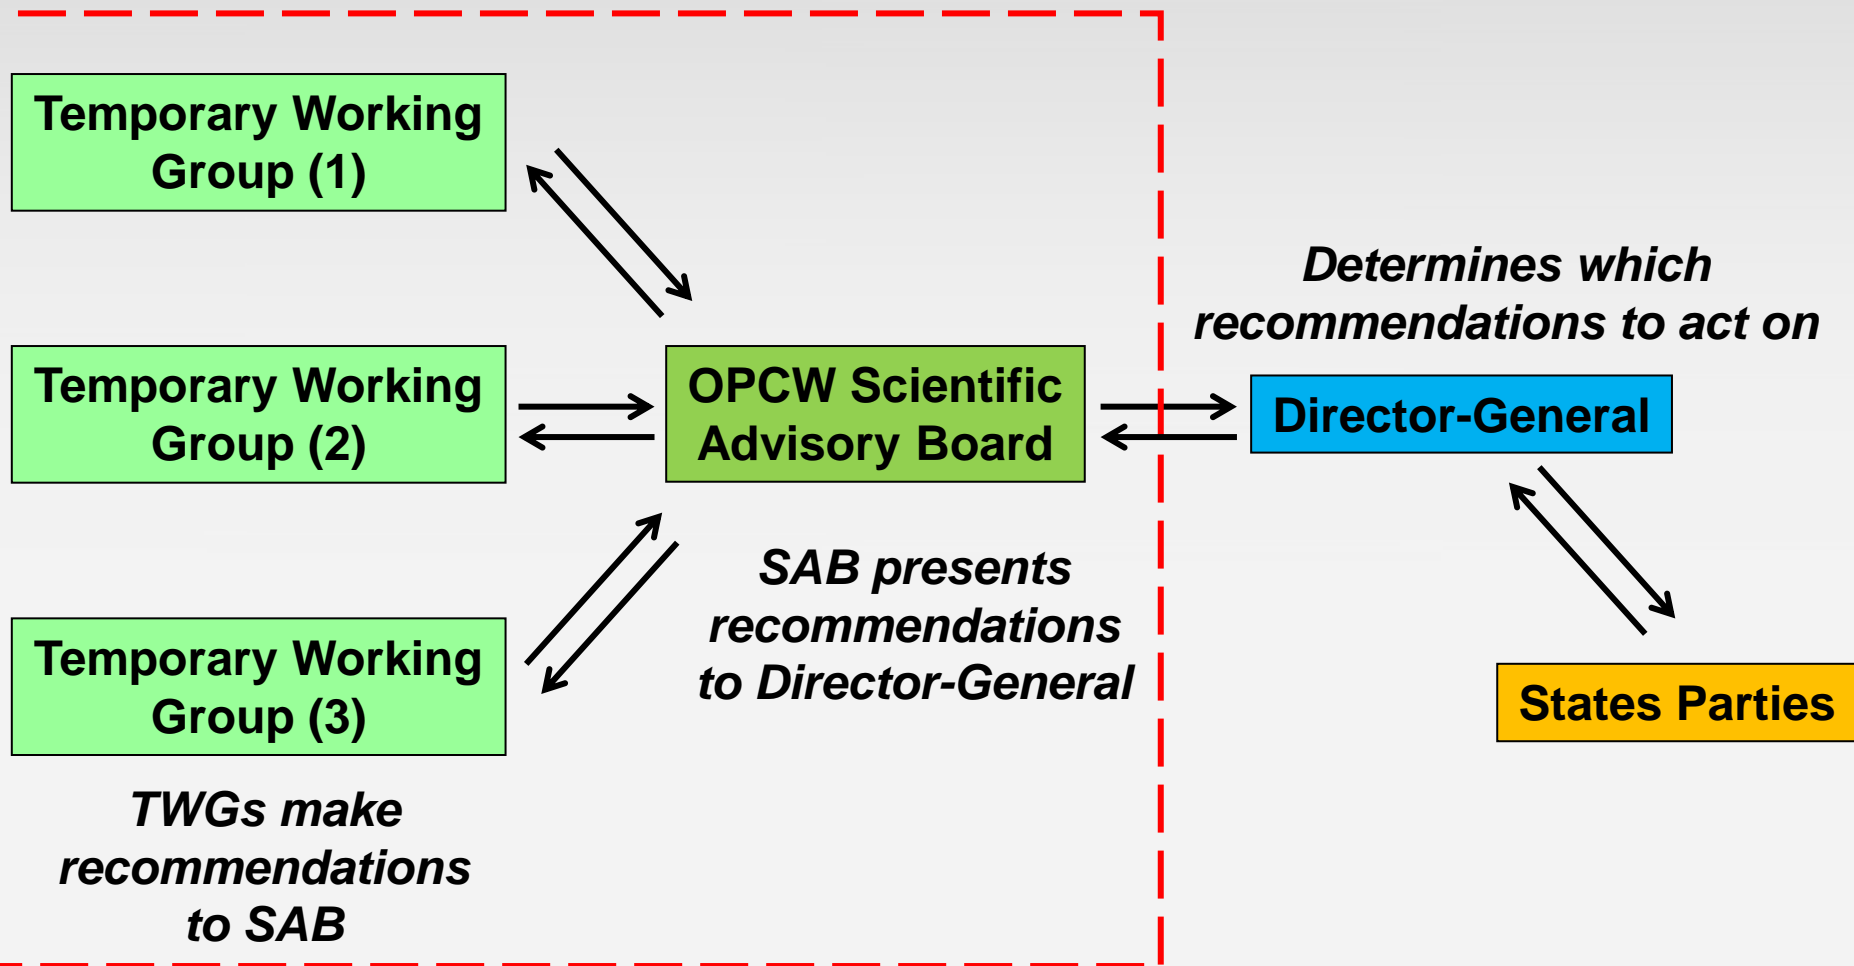 Temporary Working
Group (1)
Temporary Working
Group (2)
Temporary Working
Group (3)
TWGs make
recommendations
to SAB
OPCW Scientific
Advisory Board
SAB presents
recommendations
to Director-General
Determines which
recommendations to act on
Director-General
States Parties